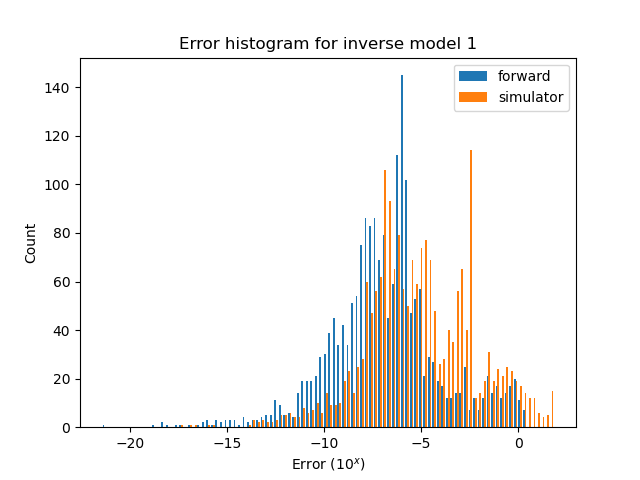 Error histogram for inverse model 1
forward
simulator
140
120
100
80
60
40
20
0
Count
−20
−15
−10
−5
0
Error (10^x)